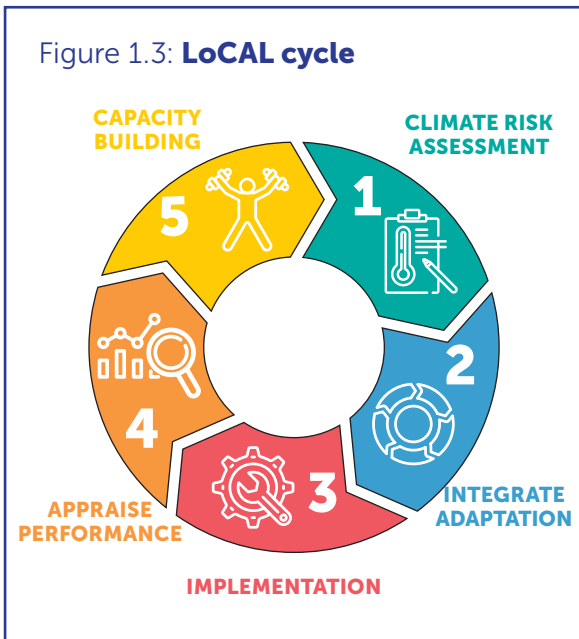 Figure 1.3: LoCAL cycle
CAPACITY
BUILDING
CLIMATE RISK
ASSESSMENT
1
2
3
4
5
INTEGRATE
ADAPTATION
APPRAISE
PERFORMANCE
IMPLEMENTATION